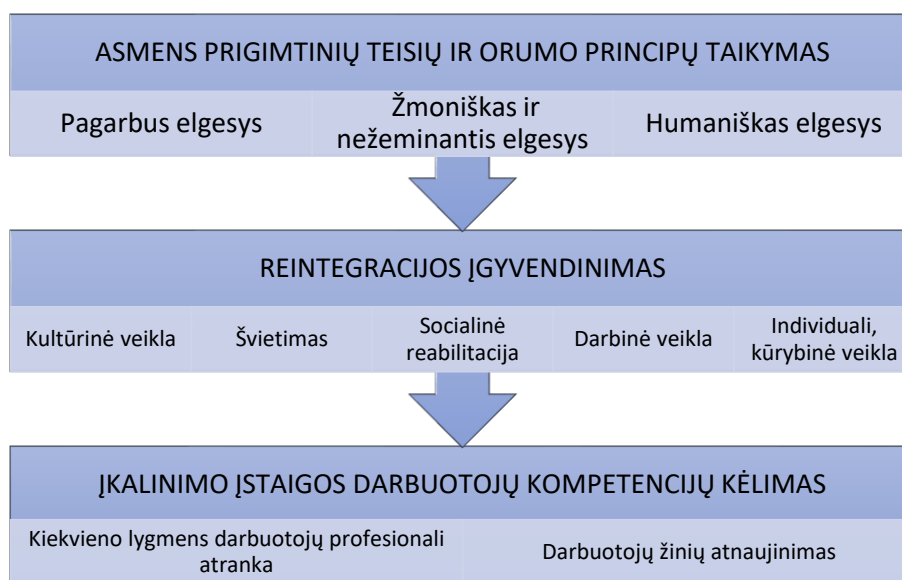 ASMENS PRIGIMTINIŲ TEISIŲ IR ORUMO PRINCIPŲ TAIKYMAS
Pagarbus elgesys
Žmoniškas ir
nežeminantis elgesys
Humaniškas elgesys
REINTEGRACIJOS ĮGYVENDINIMAS
Kultūrinė veikla
Švietimas
Socialinė
reabilitacija
Darbinė veikla
Individuali,
kūrybinė veikla
ĮKALINIMO ĮSTAIGOS DARBUOTOJŲ KOMPETENCIJŲ KĖLIMAS
Kiekvieno lygmens darbuotojų profesionali
atranka
Darbuotojų žinių atnaujinimas